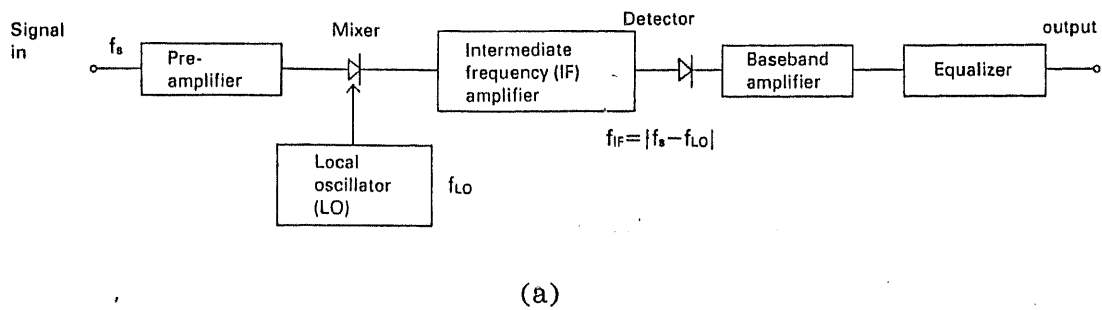 Signal
in
fs
Pre-
amplifier
Mixer
Intermediate
frequency (IF)
amplifier
Detector
Baseband
amplifier
Equalizer
output
fIF=|fs−fLO|
Local
oscillator
(LO)
fLO
(a)